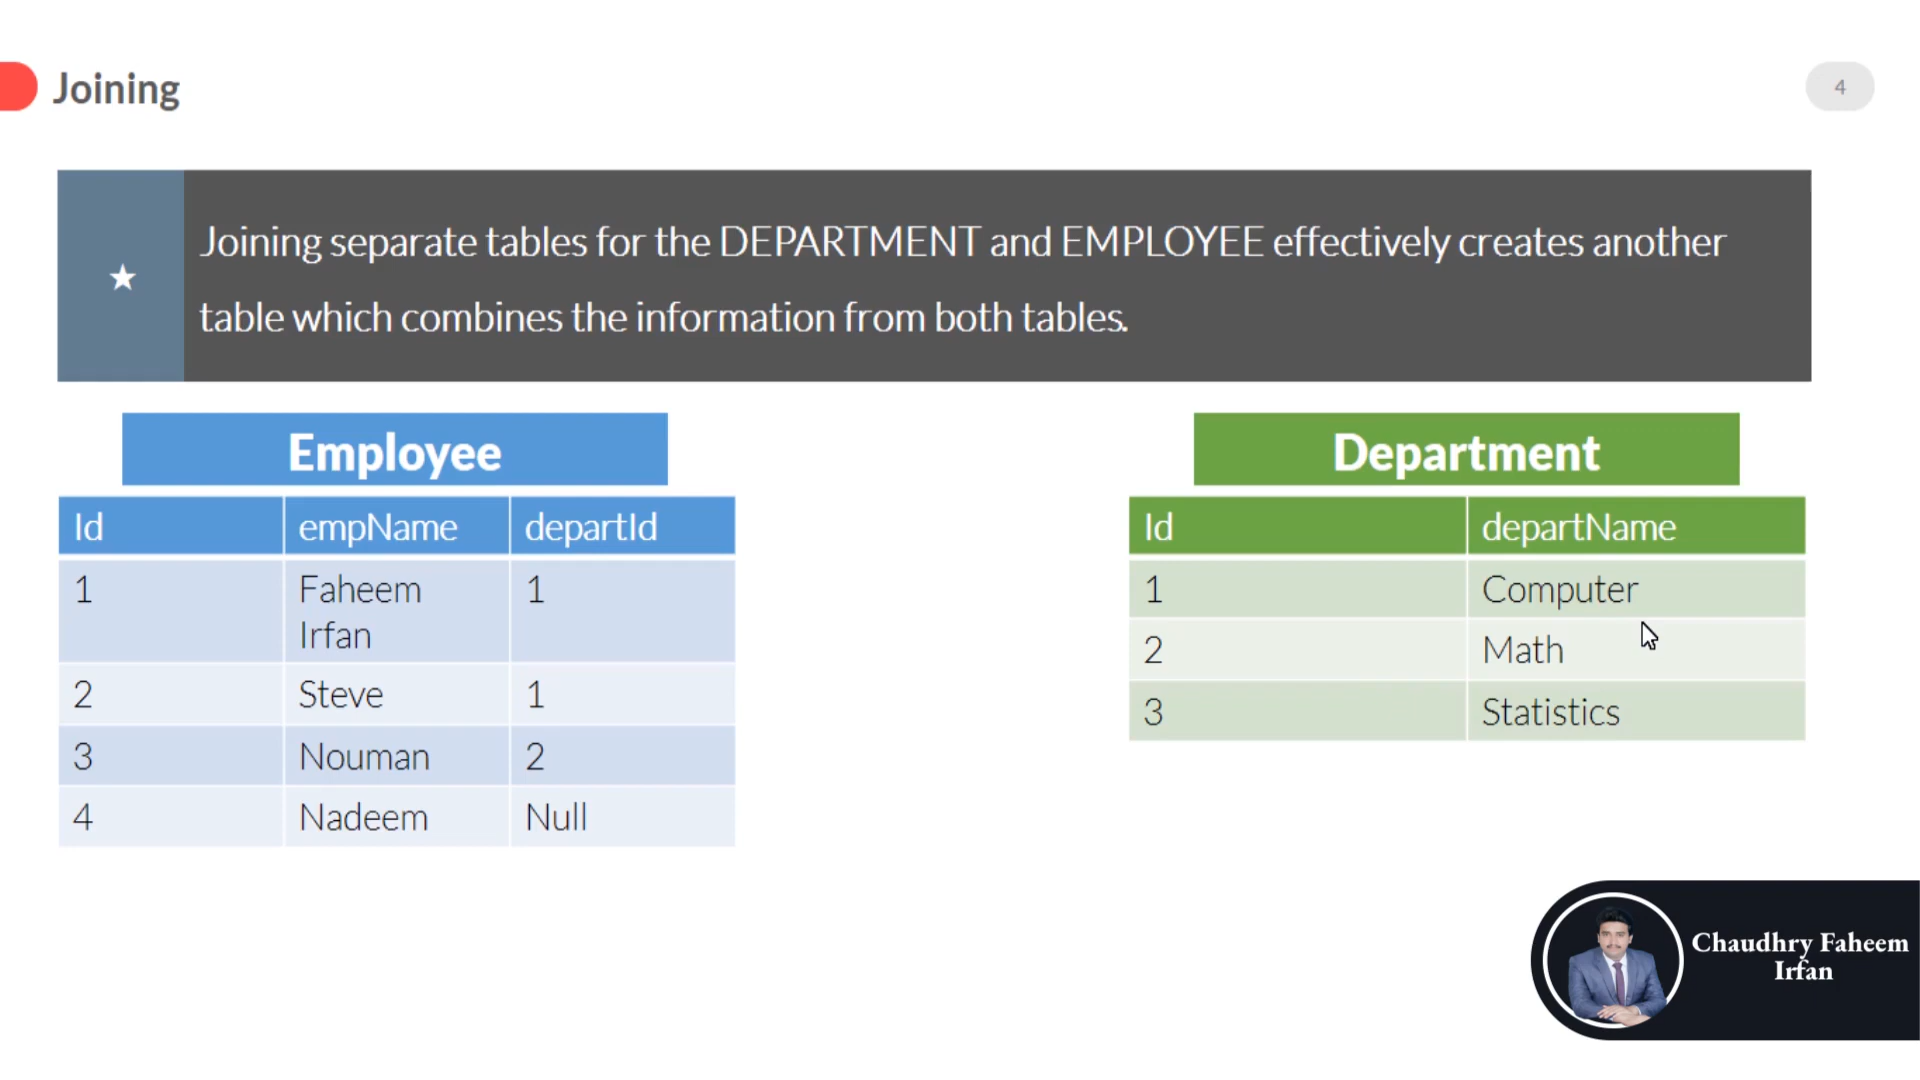 Joining
4
Joining separate tables for the DEPARTMENT and EMPLOYEE effectively creates another
table which combines the information from both tables.
Employee
Id empName departId
1 Faheem 1
Irfan
2 Steve 1
3 Nouman 2
4 Nadeem Null
Department
Id departName
1 Computer
2 Math
3 Statistics
Chaudhry Faheem
Irfan